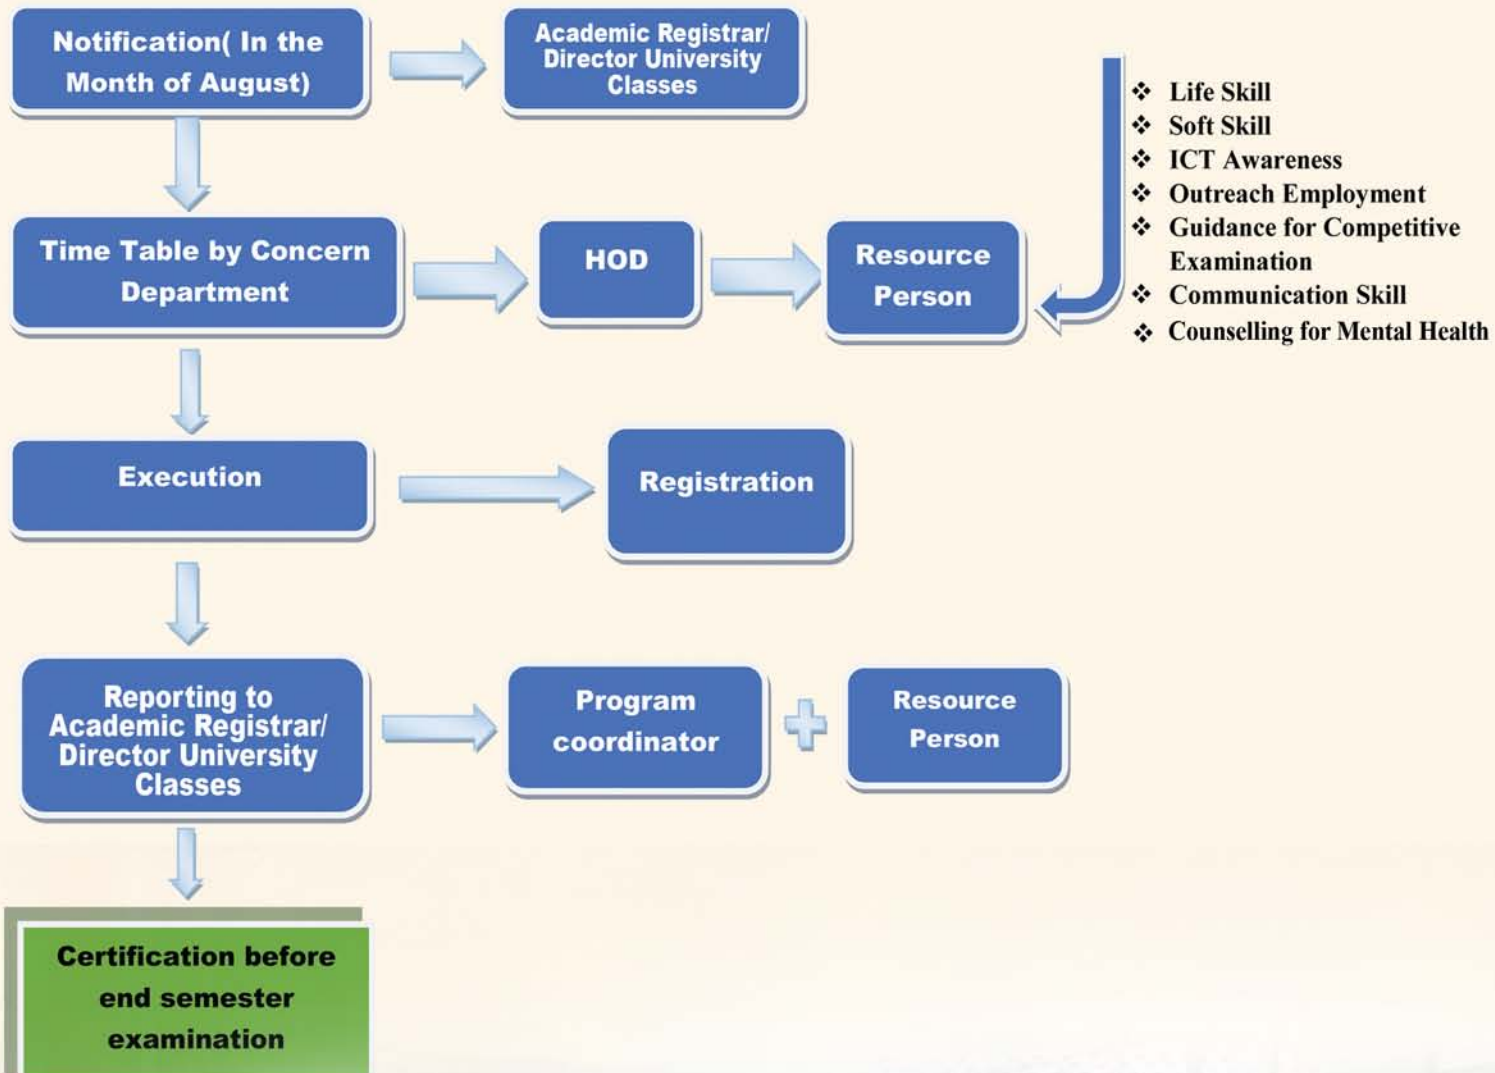 Notification( In the
Month of August)
Academic Registrar/
Director University
Classes
❖ Life Skill
❖ Soft Skill
❖ ICT Awareness
❖ Outreach Employment
❖ Guidance for Competitive
Examination
❖ Communication Skill
❖ Counselling for Mental Health
Time Table by Concern
Department
HOD
Resource
Person
Execution
Registration
Reporting to
Academic Registrar/
Director University
Classes
Program
coordinator
Resource
Person
Certification before
end semester
examination